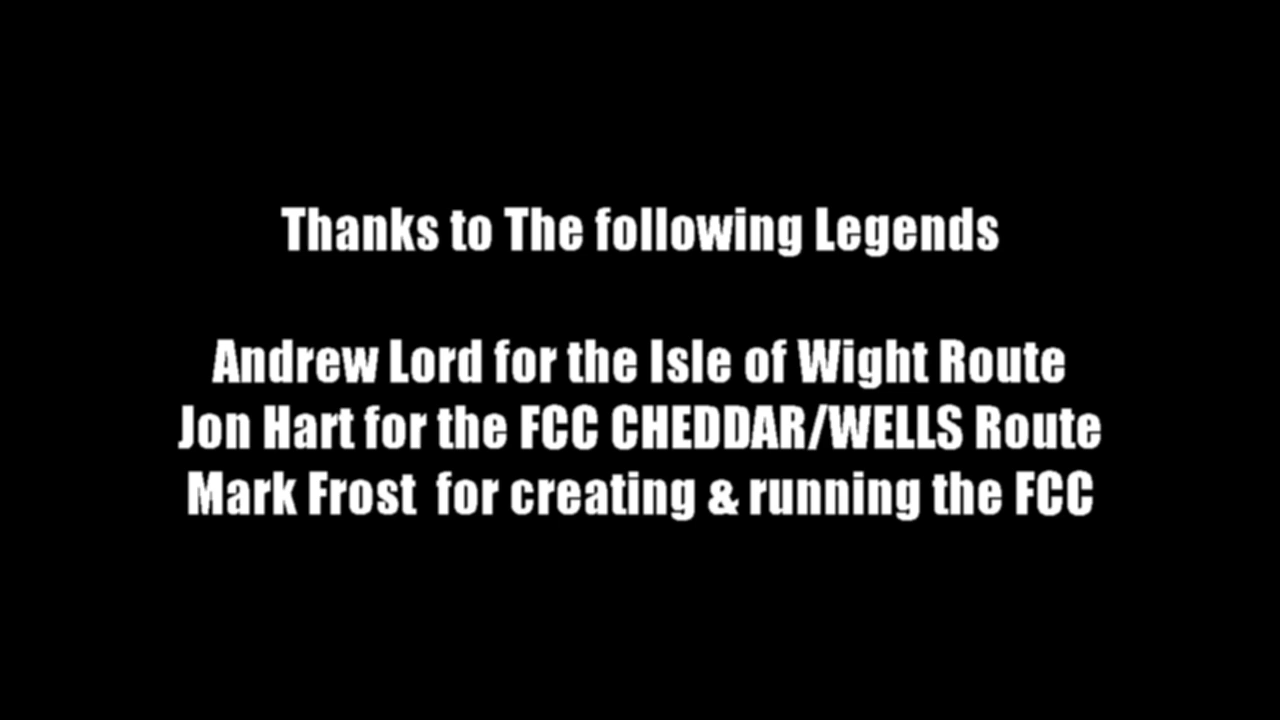 Thanks to The following Legends
Andrew Lord for the Isle of Wight Route
Jon Hart for the FCC CHEDDAR/WELLS Route
Mark Frost  for creating & running the FCC